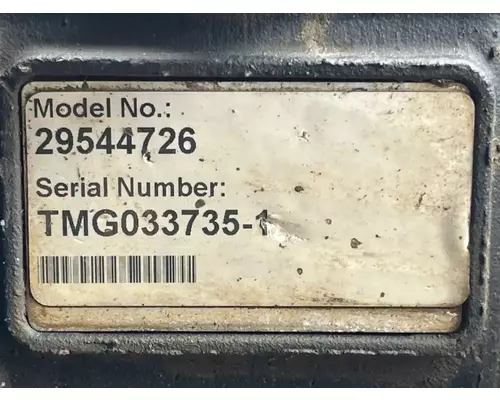 Model No.:
29544726
Serial Number:
TMG033735-1